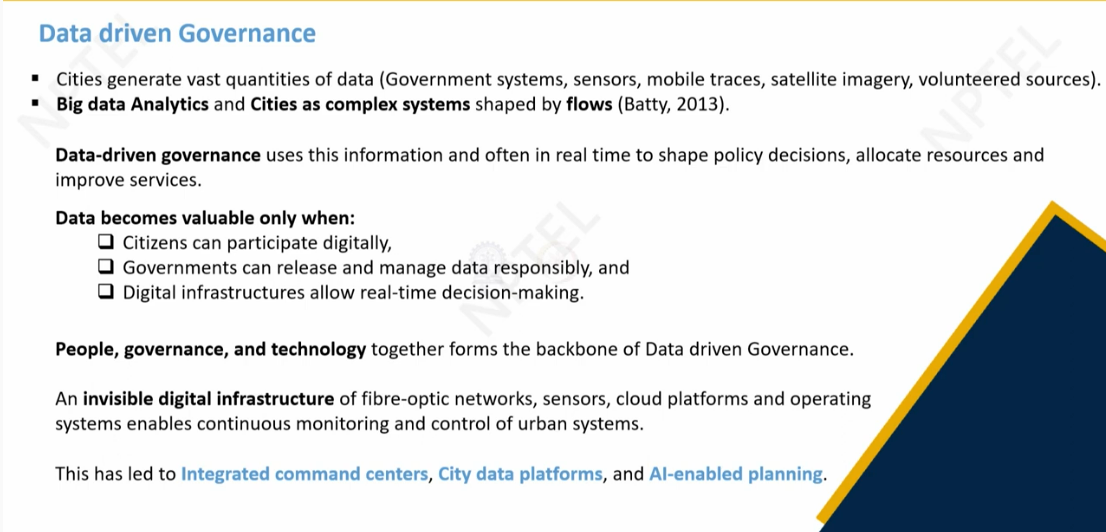 Data driven Governance
▪ Cities generate vast quantities of data (Government systems, sensors, mobile traces, satellite imagery, volunteered sources).
▪ Big data Analytics and Cities as complex systems shaped by flows (Batty, 2013).
Data-driven governance uses this information and often in real time to shape policy decisions, allocate resources and
improve services.
Data becomes valuable only when:
❑ Citizens can participate digitally,
❑ Governments can release and manage data responsibly, and
❑ Digital infrastructures allow real-time decision-making.
People, governance, and technology together forms the backbone of Data driven Governance.
An invisible digital infrastructure of fibre-optic networks, sensors, cloud platforms and operating
systems enables continuous monitoring and control of urban systems.
This has led to Integrated command centers, City data platforms, and AI-enabled planning.
NPTEL
NPTEL
NPTEL